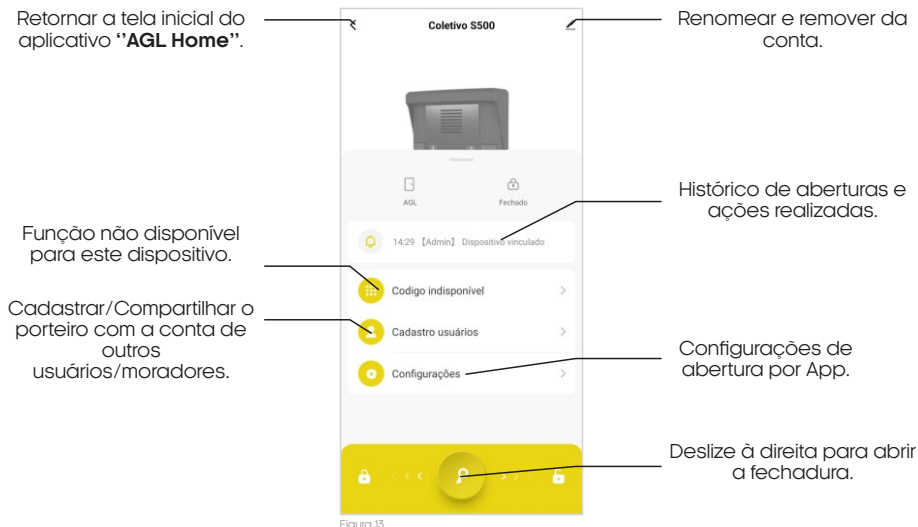 Retornar a tela inicial do
aplicativo ‘’AGL Home’’.
Coletivo S500
Renomear e remover da
conta.
AGL
Fechado
Histórico de aberturas e
ações realizadas.
14:29 【Admin】 Dispositivo vinculado
Função não disponível
para este dispositivo.
Codigo indisponível
Cadastrar/Compartilhar o
porteiro com a conta de
outros
usuários/moradores.
Cadastro usuários
Configurações
Configurações de
abertura por App.
Deslize à direita para abrir
a fechadura.
Figura 13